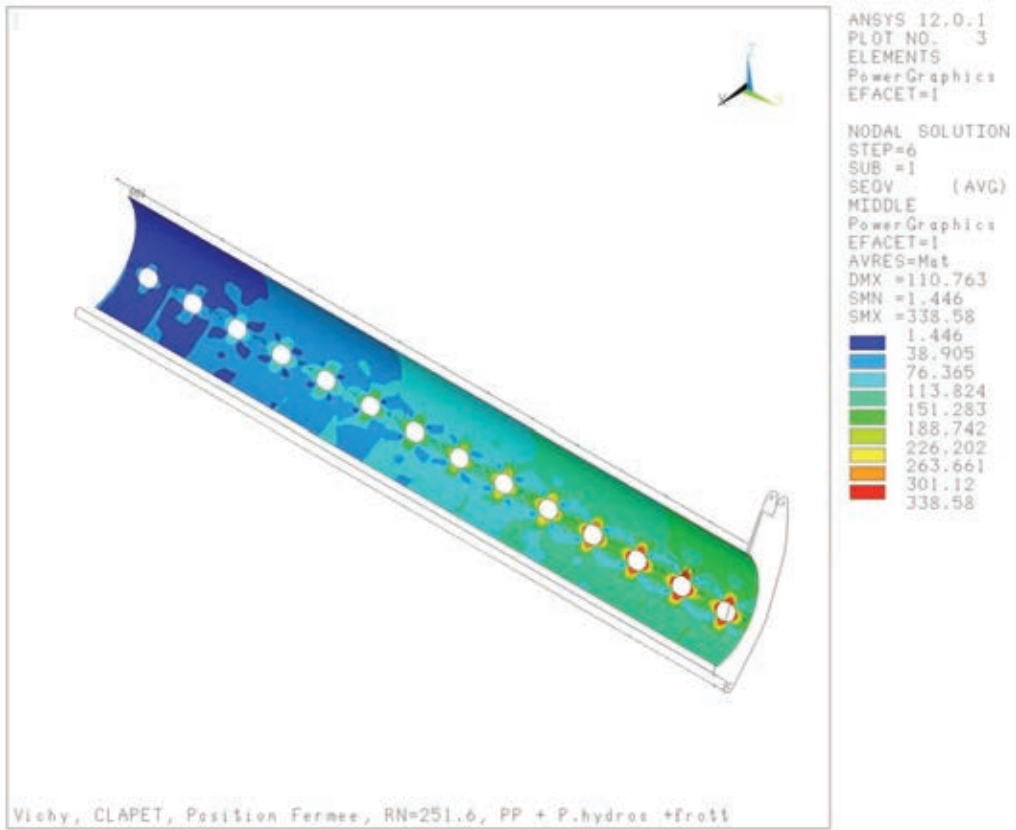 ANSYS 12.0.1
PLOT NO. 3
ELEMENTS
PowerGraphics
EFACET=1
NODAL SOLUTION
STEP=6
SUB =1
SEQV (AVG)
MIDDLE
PowerGraphics
EFACET=1
AVRES=Mat
DMX =110.763
SMN =1.446
SMX =338.58
1.446
38.905
76.365
113.824
151.283
188.742
226.202
263.661
301.12
338.58
Vichy, CLAPET, Position Fermee, RN=251.6, PP + P.hydros +frott